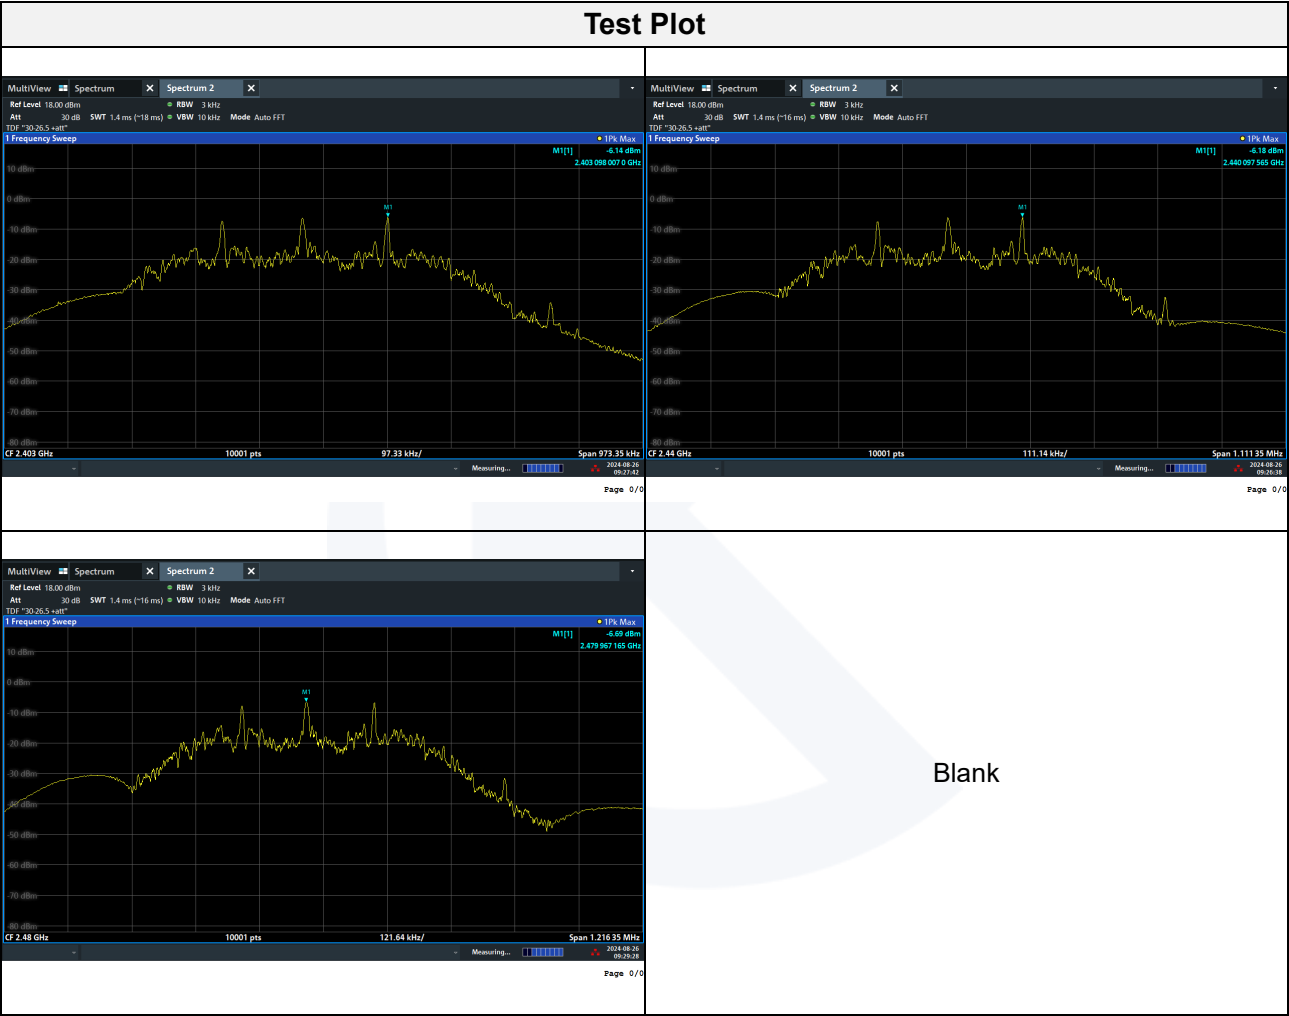 Test Plot
MultiView Spectrum ✕ Spectrum 2 ✕
Ref Level 18.00 dBm RBW 3 kHz
Att 30 dB SWT 1.4 ms (~18 ms) VBW 10 kHz Mode Auto FFT
TDF "30-26.5 +att"
1 Frequency Sweep 1Pk Max
M1[1] -6.14 dBm
2.403 098 007 0 GHz
10 dBm
0 dBm
M1
-10 dBm
-20 dBm
-30 dBm
-40 dBm
-50 dBm
-60 dBm
-70 dBm
-80 dBm
CF 2.403 GHz 10001 pts 97.33 kHz/ Span 973.35 kHz
Measuring... 2024-08-26
09:27:42
Page 0/0
MultiView Spectrum ✕ Spectrum 2 ✕
Ref Level 18.00 dBm RBW 3 kHz
Att 30 dB SWT 1.4 ms (~16 ms) VBW 10 kHz Mode Auto FFT
TDF "30-26.5 +att"
1 Frequency Sweep 1Pk Max
M1[1] -6.18 dBm
2.440 097 565 GHz
10 dBm
0 dBm
M1
-10 dBm
-20 dBm
-30 dBm
-40 dBm
-50 dBm
-60 dBm
-70 dBm
-80 dBm
CF 2.44 GHz 10001 pts 111.14 kHz/ Span 1.111 35 MHz
Measuring... 2024-08-26
09:26:38
Page 0/0
MultiView Spectrum ✕ Spectrum 2 ✕
Ref Level 18.00 dBm RBW 3 kHz
Att 30 dB SWT 1.4 ms (~16 ms) VBW 10 kHz Mode Auto FFT
TDF "30-26.5 +att"
1 Frequency Sweep 1Pk Max
M1[1] -6.69 dBm
2.479 967 165 GHz
10 dBm
0 dBm
M1
-10 dBm
-20 dBm
-30 dBm
-40 dBm
-50 dBm
-60 dBm
-70 dBm
-80 dBm
CF 2.48 GHz 10001 pts 121.64 kHz/ Span 1.216 35 MHz
Measuring... 2024-08-26
09:29:28
Page 0/0
Blank